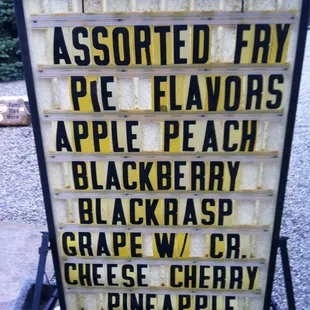 ASSORTED FRY
PIE FLAVORS
APPLE PEACH
BLACKBERRY
BLACKRASP
GRAPE W/ CR.
CHEESE CHERRY
PINEAPPLE